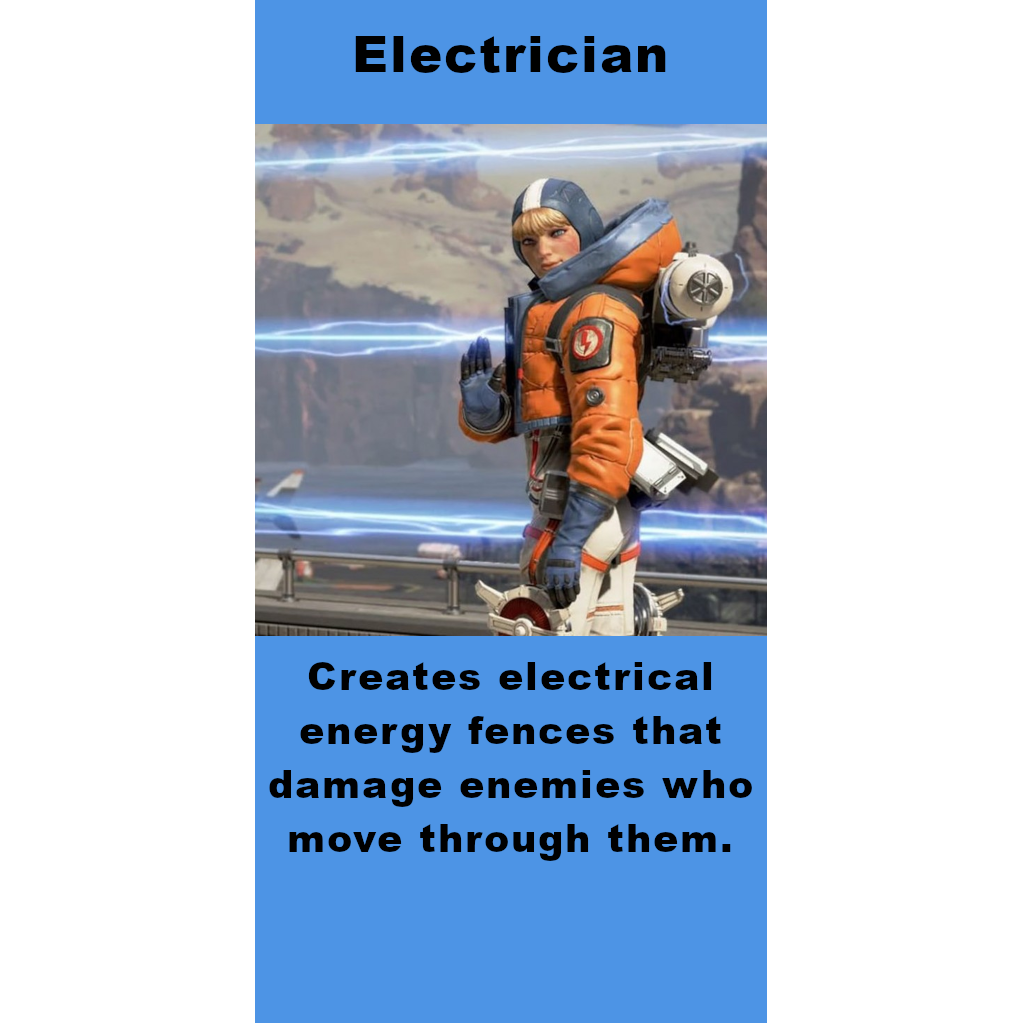 Electrician
Creates electrical
energy fences that
damage enemies who
move through them.